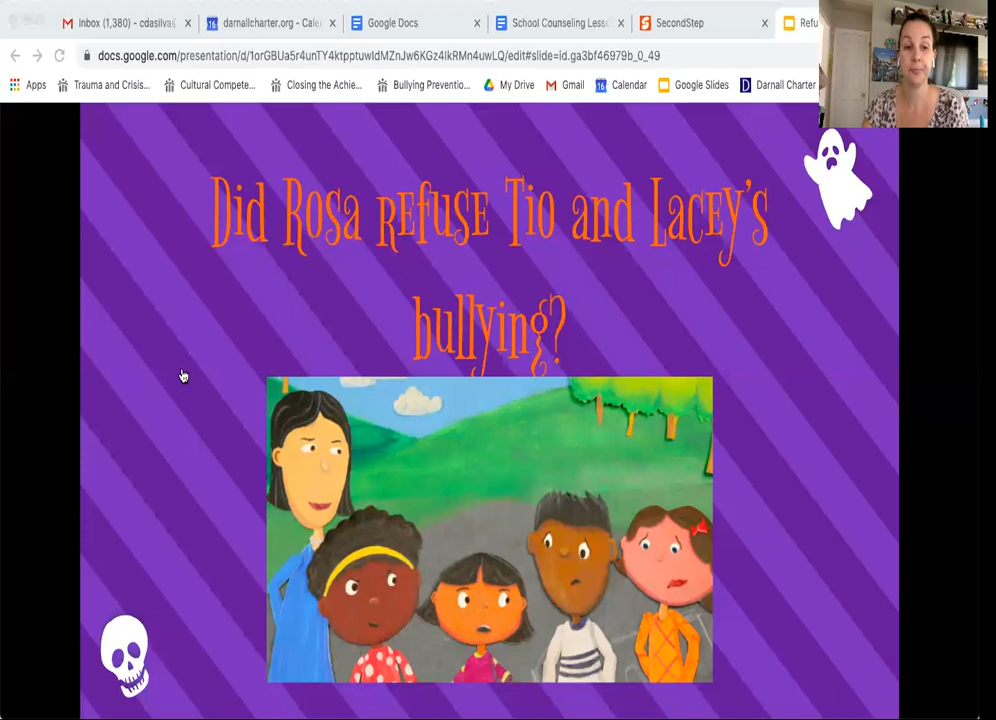 Inbox (1,380) - cdasilva@
darnallcharter.org - Cale
Google Docs
School Counseling Less
SecondStep
Refu
docs.google.com/presentation/d/1orGBUa5r4unTY4ktpptuwIdMZnJw6KGz4IkRMn4uwLQ/edit#slide=id.ga3bf46979b_0_49
Apps
Trauma and Crisis...
Cultural Compete...
Closing the Achie...
Bullying Preventio...
My Drive
Gmail
Calendar
Google Slides
Darnall Charter
Did Rosa refuse Tio and Lacey's
bullying?